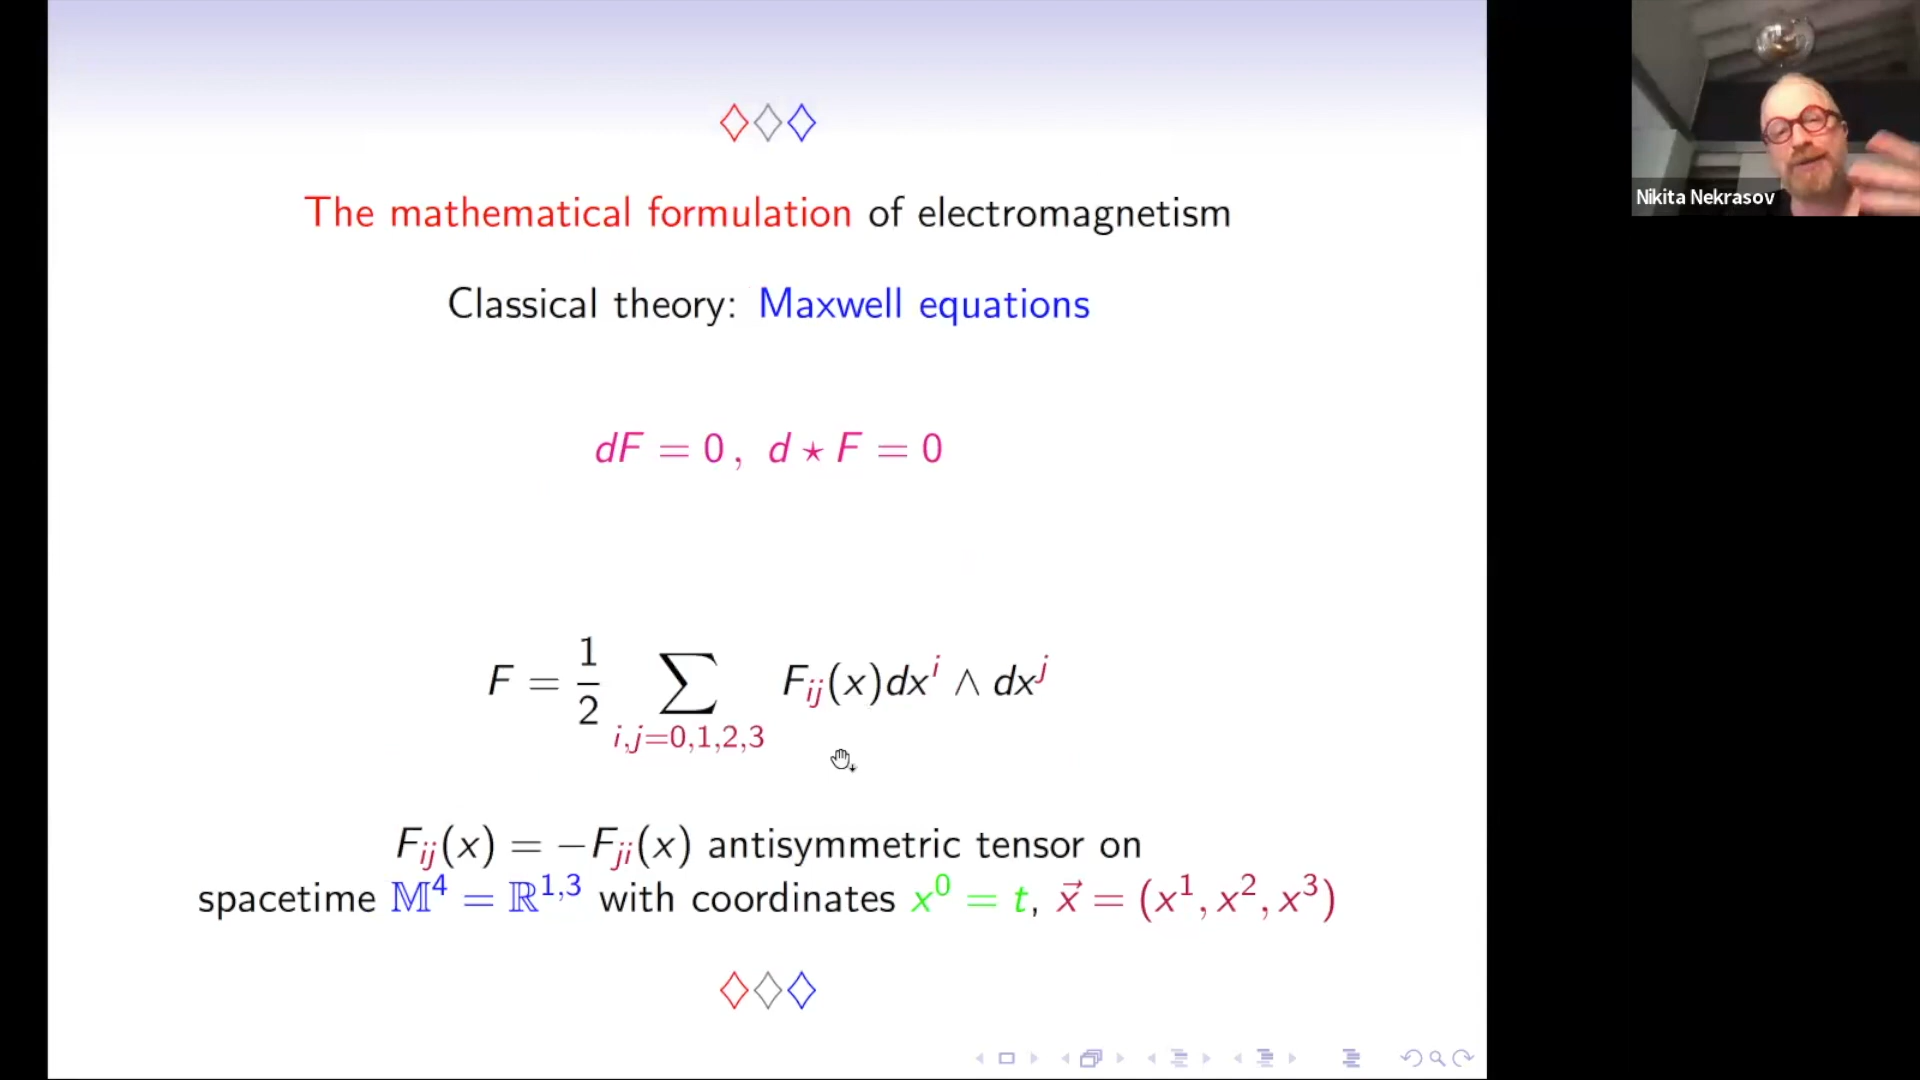 The mathematical formulation of electromagnetism
Nikita Nekrasov
Classical theory: Maxwell equations
dF = 0 , d ⋆ F = 0
F = 1/2 ∑_{i,j=0,1,2,3} F_{ij}(x)dx^i ∧ dx^j
F_{ij}(x) = −F_{ji}(x) antisymmetric tensor on
spacetime 𝕄^4 = ℝ^{1,3} with coordinates x^0 = t, x⃗ = (x^1, x^2, x^3)